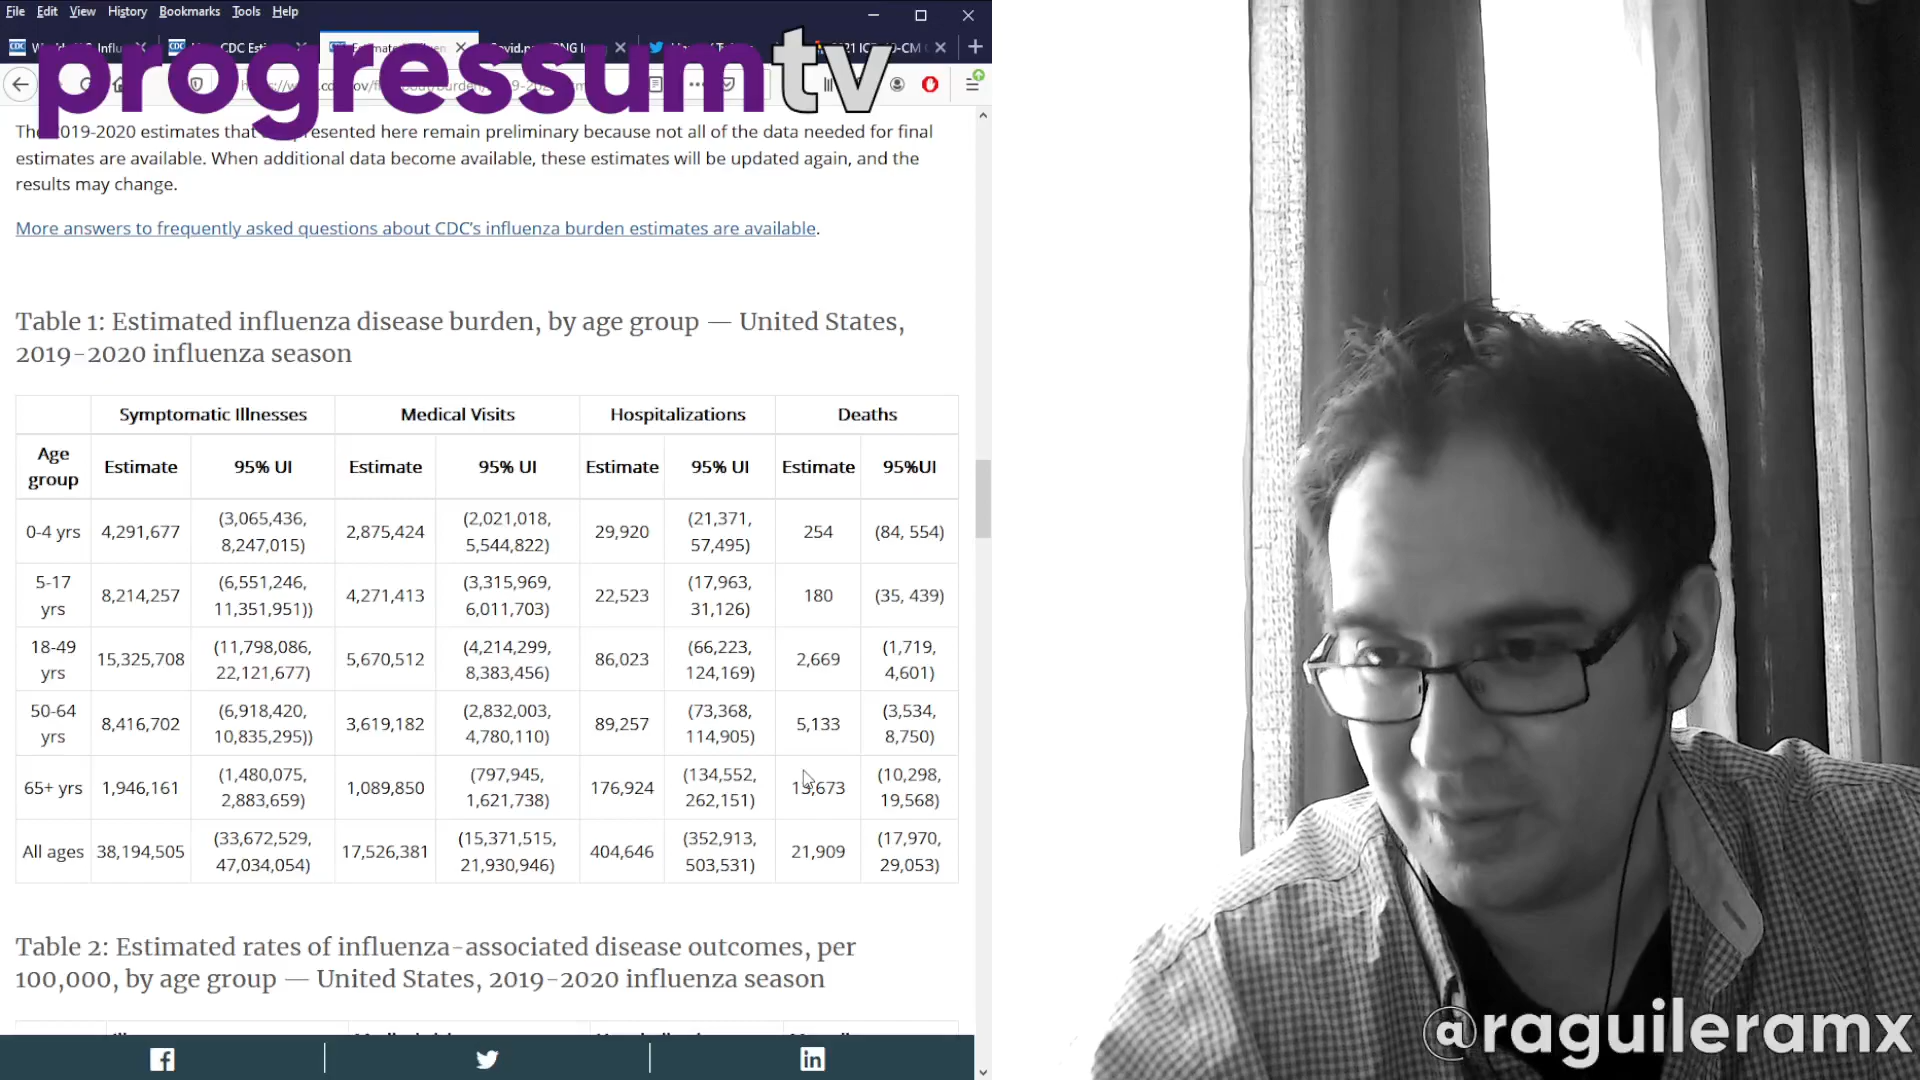 File Edit View History Bookmarks Tools Help
progressumtv
The 2019-2020 estimates that presented here remain preliminary because not all of the data needed for final
estimates are available. When additional data become available, these estimates will be updated again, and the
results may change.
More answers to frequently asked questions about CDC's influenza burden estimates are available.
Table 1: Estimated influenza disease burden, by age group — United States,
2019-2020 influenza season
Symptomatic Illnesses Medical Visits Hospitalizations Deaths
Age group Estimate 95% UI Estimate 95% UI Estimate 95% UI Estimate 95%UI
0-4 yrs 4,291,677 (3,065,436, 8,247,015) 2,875,424 (2,021,018, 5,544,822) 29,920 (21,371, 57,495) 254 (84, 554)
5-17 yrs 8,214,257 (6,551,246, 11,351,951)) 4,271,413 (3,315,969, 6,011,703) 22,523 (17,963, 31,126) 180 (35, 439)
18-49 yrs 15,325,708 (11,798,086, 22,121,677) 5,670,512 (4,214,299, 8,383,456) 86,023 (66,223, 124,169) 2,669 (1,719, 4,601)
50-64 yrs 8,416,702 (6,918,420, 10,835,295)) 3,619,182 (2,832,003, 4,780,110) 89,257 (73,368, 114,905) 5,133 (3,534, 8,750)
65+ yrs 1,946,161 (1,480,075, 2,883,659) 1,089,850 (797,945, 1,621,738) 176,924 (134,552, 262,151) 13,673 (10,298, 19,568)
All ages 38,194,505 (33,672,529, 47,034,054) 17,526,381 (15,371,515, 21,930,946) 404,646 (352,913, 503,531) 21,909 (17,970, 29,053)
Table 2: Estimated rates of influenza-associated disease outcomes, per
100,000, by age group — United States, 2019-2020 influenza season
@raguileramx